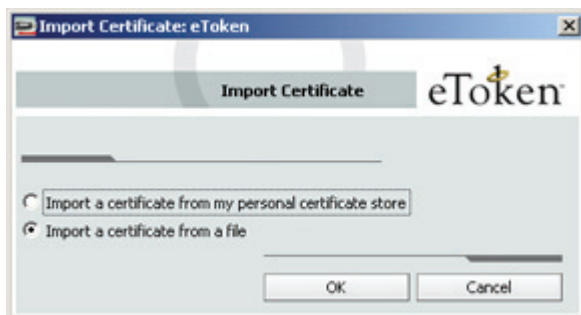 Import Certificate: eToken
Import Certificate
eToken
Import a certificate from my personal certificate store
Import a certificate from a file
OK
Cancel